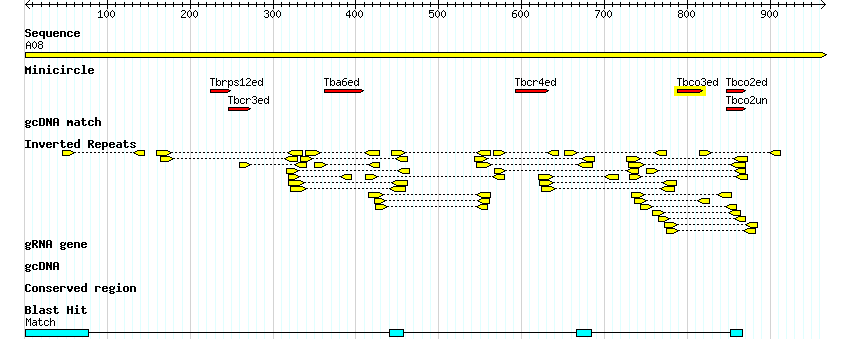 100 200 300 400 500 600 700 800 900
Sequence
A08
Minicircle
Tbrps12ed Tba6ed Tbcr4ed Tbco3ed Tbco2ed
Tbcr3ed Tbco2un
gcDNA match
Inverted Repeats
gRNA gene
gcDNA
Conserved region
Blast Hit
Match